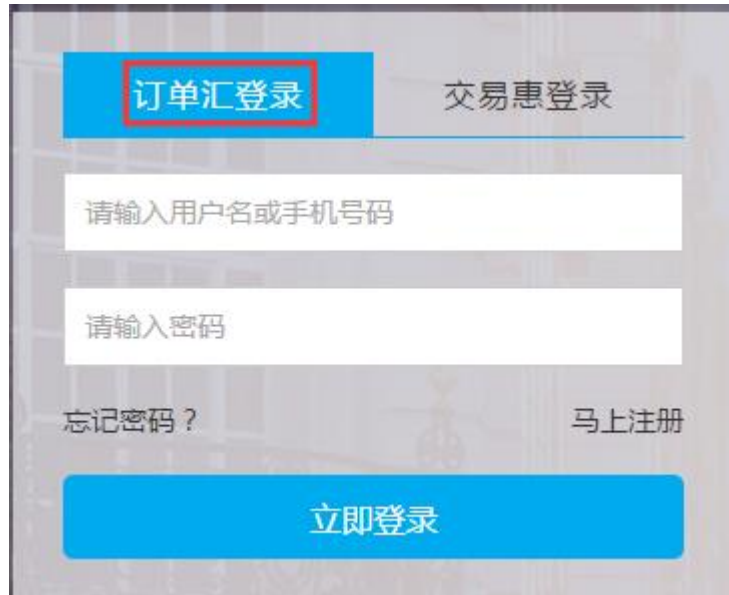 订单汇登录 交易惠登录
请输入用户名或手机号码
请输入密码
忘记密码？ 马上注册
立即登录